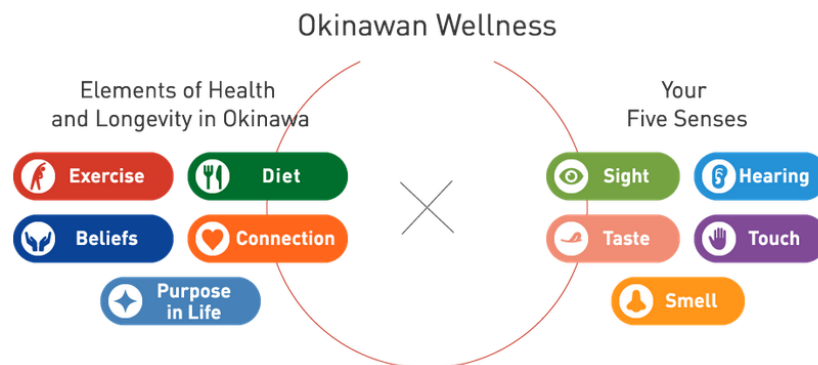 Okinawan Wellness
Elements of Health
and Longevity in Okinawa
Exercise
Diet
Beliefs
Connection
Purpose
in Life
Your
Five Senses
Sight
Hearing
Taste
Touch
Smell